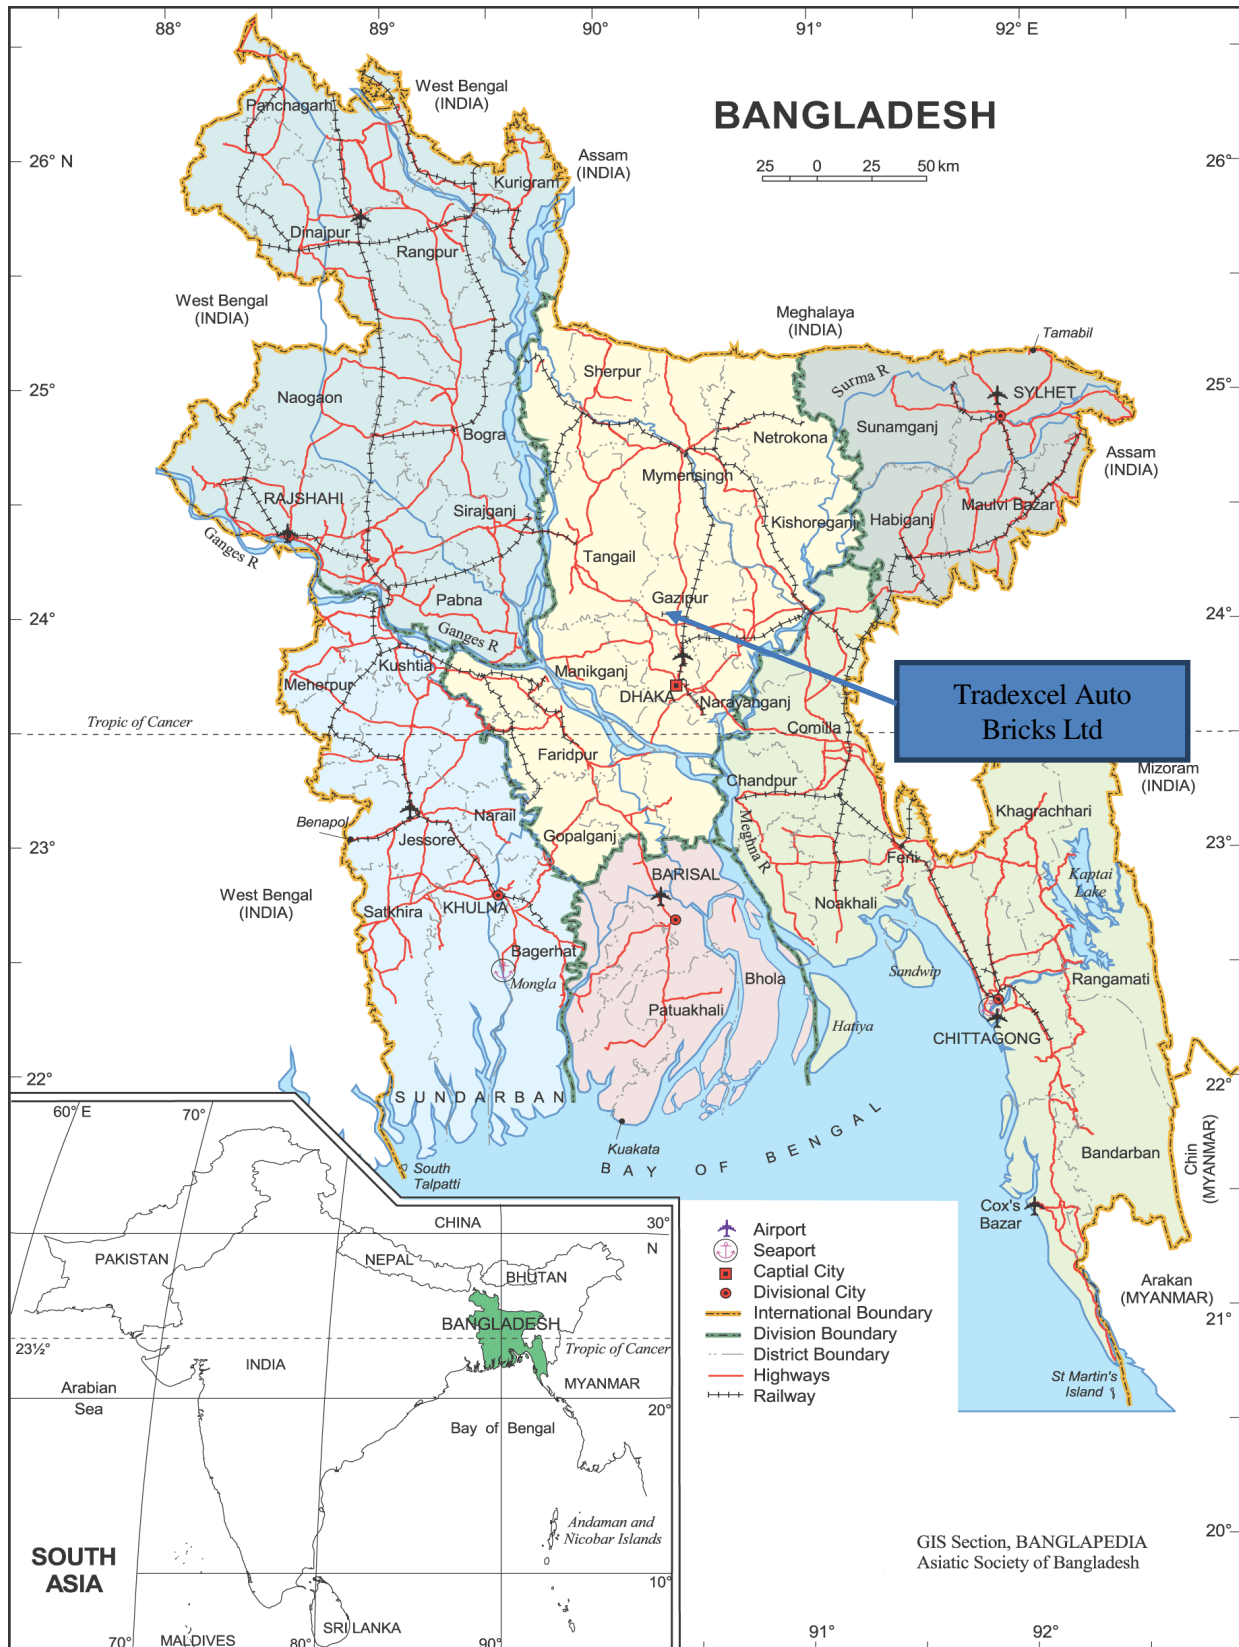 88°
89°
90°
91°
92° E
BANGLADESH
25
0
25
50 km
West Bengal
(INDIA)
Panchagarh
26° N
26°
Assam
(INDIA)
Kurigram
Dinajpur
Rangpur
West Bengal
(INDIA)
Meghalaya
(INDIA)
Tamabil
Sherpur
Surma R
SYLHET
25°
25°
Naogaon
Sunamganj
Netrokona
Bogra
Assam
(INDIA)
Mymensingh
RAJSHAHI
Maulvi Bazar
Sirajganj
Kishoreganj
Habiganj
Ganges R
Tangail
Gazipur
Pabna
24°
24°
Ganges R
Kushtia
Manikganj
Meherpur
DHAKA
Narayanganj
Tradexcel Auto
Bricks Ltd
Tropic of Cancer
Comilla
Faridpur
Mizoram
(INDIA)
Chandpur
Khagrachhari
Benapol
Narail
Jessore
Gopalganj
Meghna R
23°
23°
Feni
BARISAL
Kaptai
Lake
West Bengal
(INDIA)
Satkhira
KHULNA
Noakhali
Bagerhat
Mongla
Bhola
Sandwip
Rangamati
Patuakhali
Hatiya
CHITTAGONG
22°
22°
SUNDARBAN
BAY OF BENGAL
Kuakata
South
Talpatti
Bandarban
Chin
(MYANMAR)
Cox's
Bazar
Arakan
(MYANMAR)
21°
St Martin's
Island
20°
91°
92°
Airport
Seaport
Captial City
Divisional City
International Boundary
Division Boundary
District Boundary
Highways
Railway
GIS Section, BANGLAPEDIA
Asiatic Society of Bangladesh
60° E
70°
CHINA
30°
N
PAKISTAN
NEPAL
BHUTAN
BANGLADESH
23½°
Tropic of Cancer
INDIA
Arabian
Sea
MYANMAR
20°
Bay of Bengal
Andaman and
Nicobar Islands
SOUTH
ASIA
10°
SRI LANKA
MALDIVES
70°
80°
90°